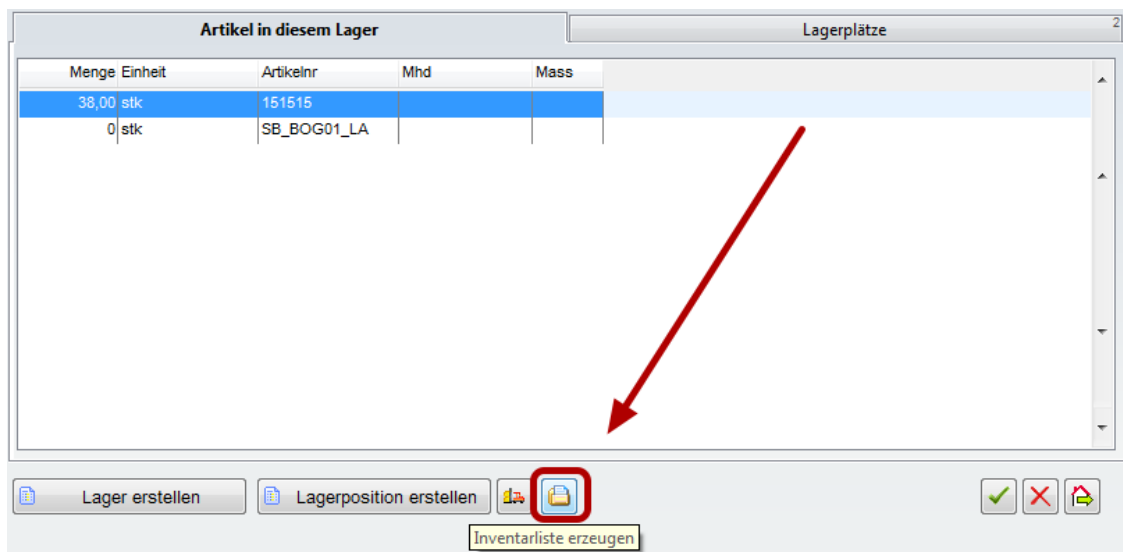 Artikel in diesem Lager Lagerplätze 2
Menge Einheit Artikelnr Mhd Mass
38,00 stk 151515
0 stk SB_BOG01_LA
Lager erstellen Lagerposition erstellen
Inventarliste erzeugen